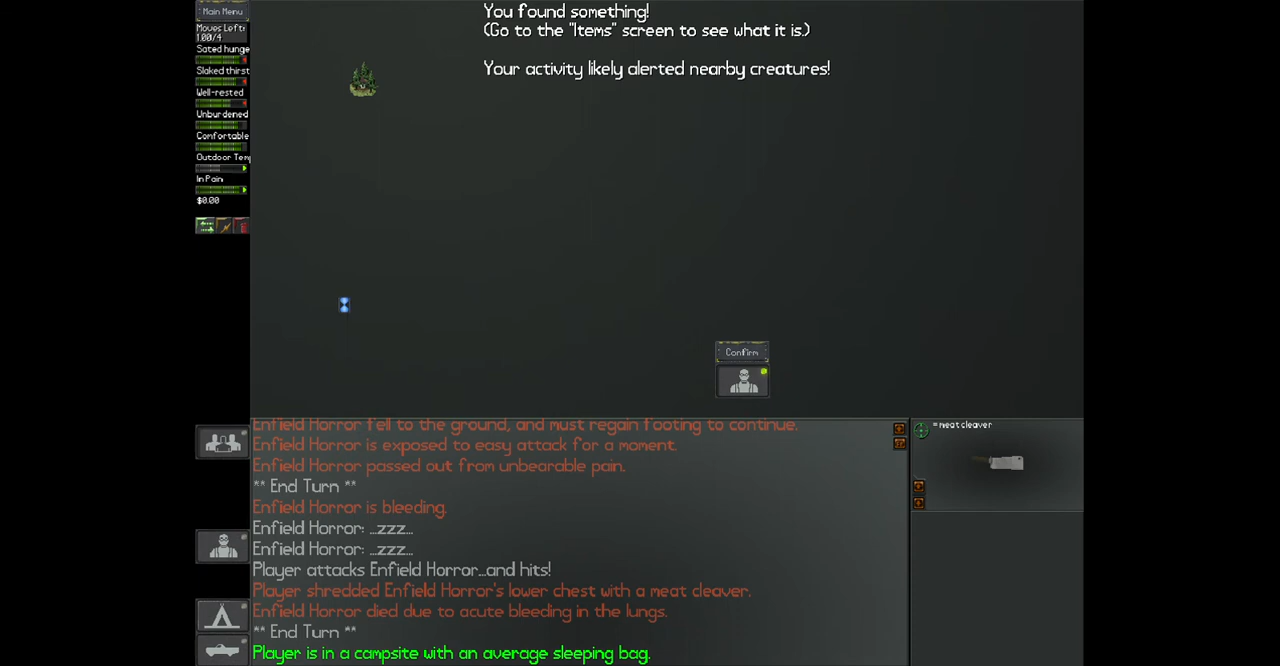 Main Menu
Moves Left:
1.00/4
Sated hunge
Slaked thirst
Well-rested
Unburdened
Comfortable
Outdoor Tem
In Pain
$0.00
You found something!
(Go to the "Items" screen to see what it is.)
Your activity likely alerted nearby creatures!
Confirm
Enfield Horror fell to the ground, and must regain footing to continue.
Enfield Horror is exposed to easy attack for a moment.
Enfield Horror passed out from unbearable pain.
** End Turn **
Enfield Horror is bleeding.
Enfield Horror: ...zzz...
Enfield Horror: ...zzz...
Player attacks Enfield Horror...and hits!
Player shredded Enfield Horror's lower chest with a meat cleaver.
Enfield Horror died due to acute bleeding in the lungs.
** End Turn **
Player is in a campsite with an average sleeping bag.
= meat cleaver